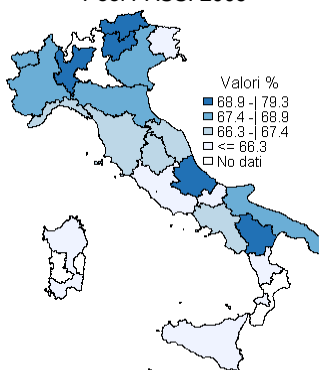 Valori %
68.9 -| 79.3
67.4 -| 68.9
66.3 -| 67.4
<= 66.3
No dati